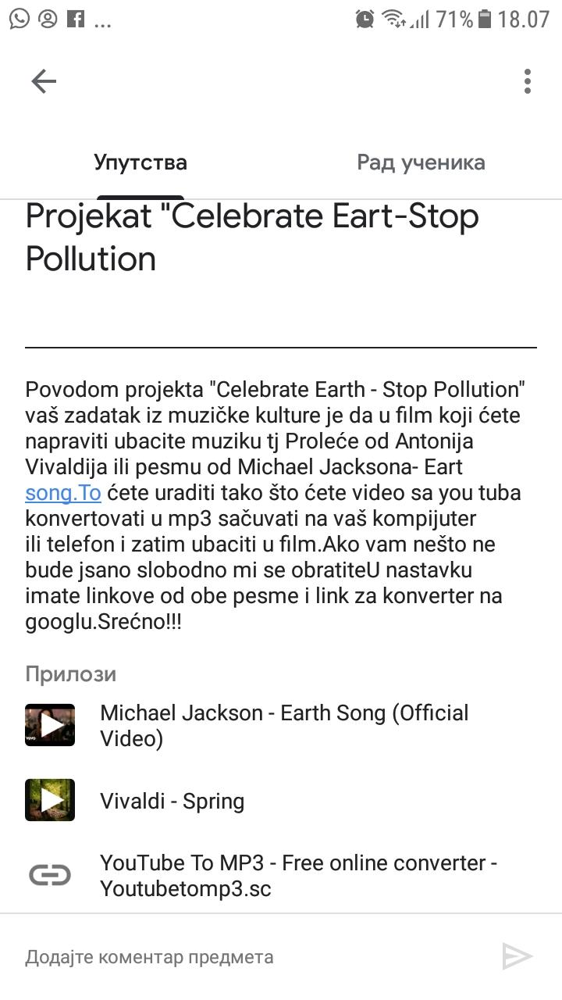 ... 71% 18.07
Упутства Рад ученика
Projekat "Celebrate Eart-Stop
Pollution
Povodom projekta "Celebrate Earth - Stop Pollution"
vaš zadatak iz muzičke kulture je da u film koji ćete
napraviti ubacite muziku tj Proleće od Antonija
Vivaldija ili pesmu od Michael Jacksona- Eart
song.To ćete uraditi tako što ćete video sa you tuba
konvertovati u mp3 sačuvati na vaš kompijuter
ili telefon i zatim ubaciti u film.Ako vam nešto ne
bude jsano slobodno mi se obratiteU nastavku
imate linkove od obe pesme i link za konverter na
googlu.Srećno!!!
Прилози
Michael Jackson - Earth Song (Official
Video)
Vivaldi - Spring
YouTube To MP3 - Free online converter -
Youtubetomp3.sc
Додајте коментар предмета